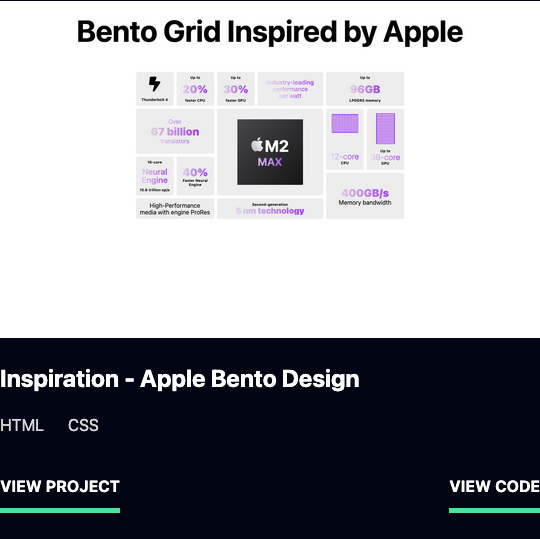 Bento Grid Inspired by Apple
Thunderbolt 4
Up to
20%
faster CPU
Up to
30%
faster GPU
Industry-leading
performance
per watt
Up to
96GB
LPDDR5 memory
Over
67 billion
transistors
M2
MAX
12-core
CPU
Up to
38-core
GPU
16-core
Neural
Engine
15.8 trillion op/s
40%
Faster Neural
Engine
400GB/s
Memory bandwidth
High-Performance
media with engine ProRes
Second-generation
5 nm technology
Inspiration - Apple Bento Design
HTML CSS
VIEW PROJECT VIEW CODE